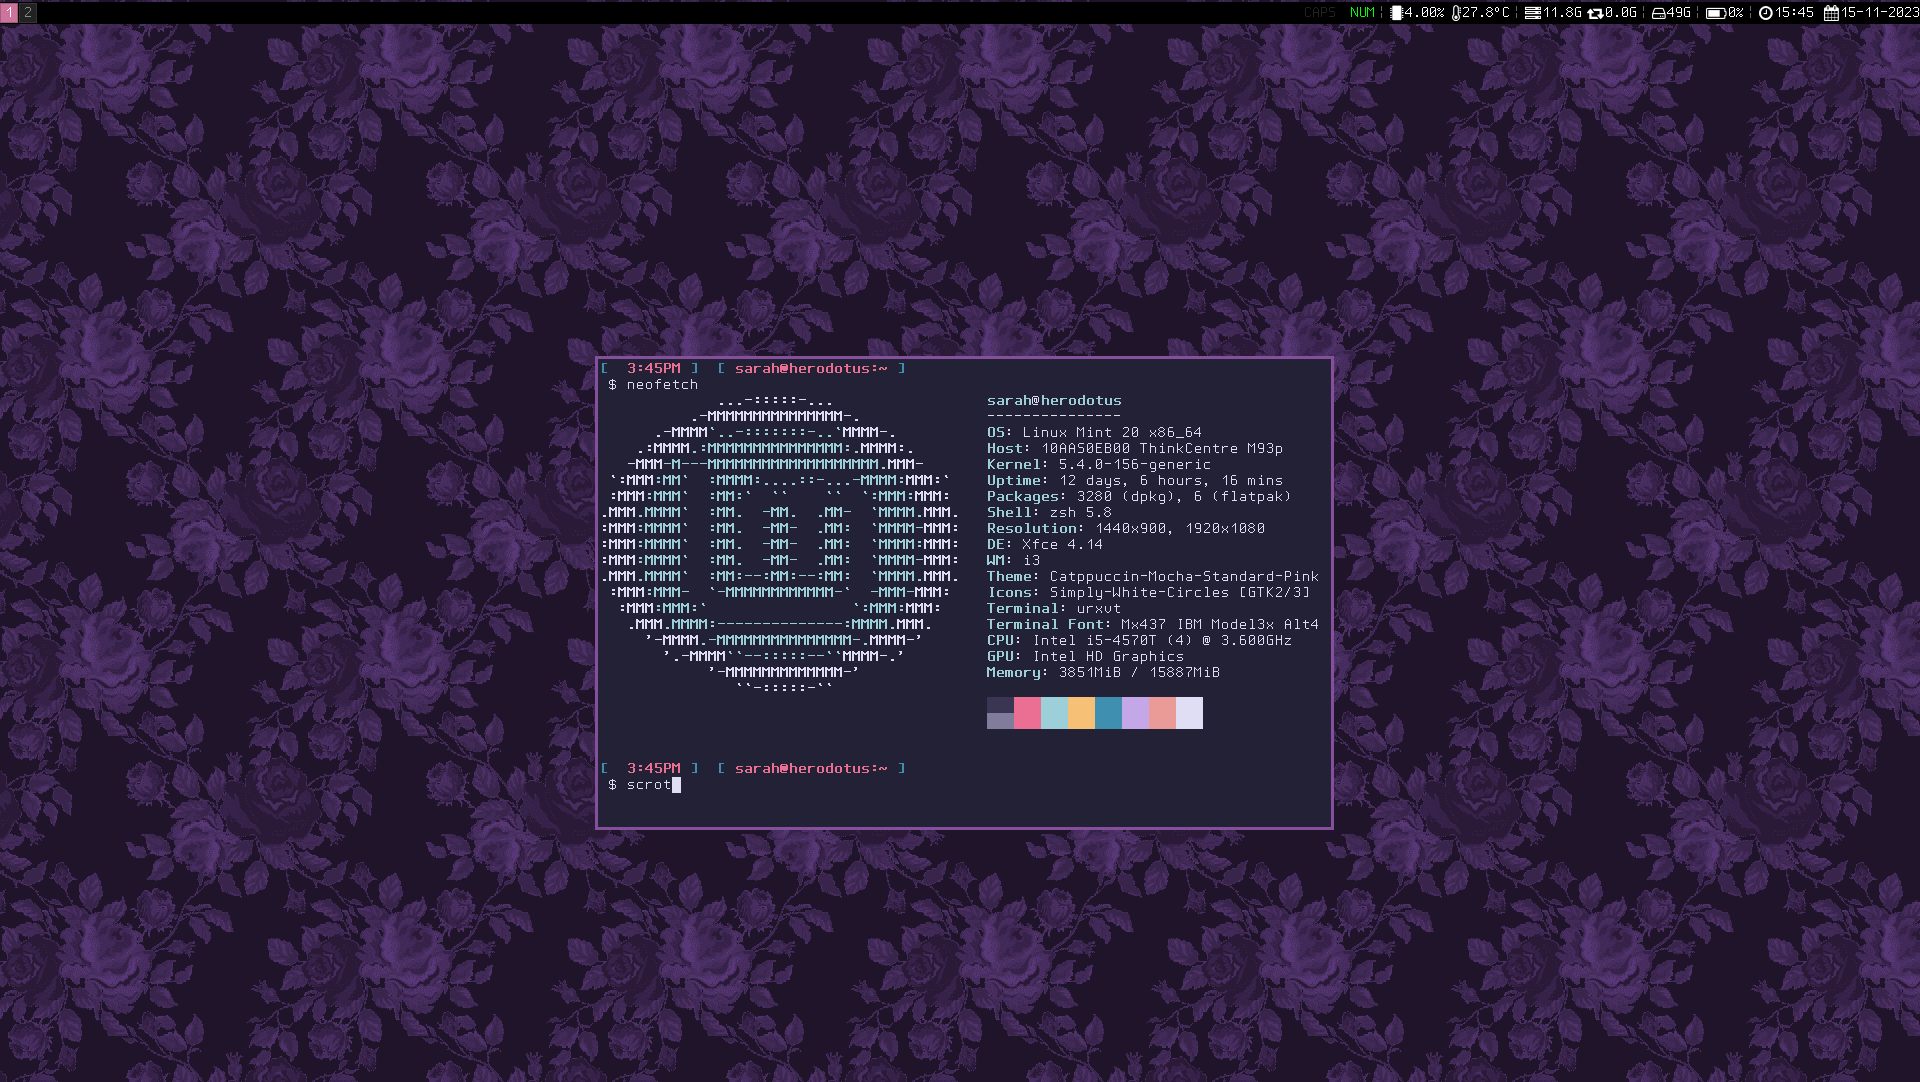 1 2 CAPS NUM ¦ 4.00% 27.8°C ¦ 11.8G 0.0G ¦ 49G ¦ 0% ¦ 15:45 15-11-2023
[  3:45PM ]  [ sarah@herodotus:~ ]
$ neofetch
...-:::::-...
.-MMMMMMMMMMMMMMM-.
.-MMMM`..-:::::::-..`MMMM-.
.:MMMM.:MMMMMMMMMMMMMMM:.MMMM:.
-MMM-M---MMMMMMMMMMMMMMMMMMM.MMM-
`:MMM:MM`  :MMMM:....::-...-MMMM:MMM:`
:MMM:MMM`  :MM:`  ``    ``  `:MMM:MMM:
.MMM.MMMM`  :MM.  -MM.  .MM-  `MMMM.MMM.
:MMM:MMMM`  :MM.  -MM-  .MM:  `MMMM-MMM:
:MMM:MMMM`  :MM.  -MM-  .MM:  `MMMM:MMM:
:MMM:MMMM`  :MM.  -MM-  .MM:  `MMMM-MMM:
.MMM.MMMM`  :MM:--:MM:--:MM:  `MMMM.MMM.
:MMM:MMM-  `-MMMMMMMMMMMM-`  -MMM-MMM:
:MMM:MMM:`                `:MMM:MMM:
.MMM.MMMM:--------------:MMMM.MMM.
'-MMMM.-MMMMMMMMMMMMMMM-.MMMM-'
'.-MMMM``--:::::--``MMMM-.'
'-MMMMMMMMMMMMM-'
``-:::::-``
sarah@herodotus
---------------
OS: Linux Mint 20 x86_64
Host: 10AAS0EB00 ThinkCentre M93p
Kernel: 5.4.0-156-generic
Uptime: 12 days, 6 hours, 16 mins
Packages: 3280 (dpkg), 6 (flatpak)
Shell: zsh 5.8
Resolution: 1440x900, 1920x1080
DE: Xfce 4.14
WM: i3
Theme: Catppuccin-Mocha-Standard-Pink
Icons: Simply-White-Circles [GTK2/3]
Terminal: urxvt
Terminal Font: Mx437 IBM Model3x Alt4
CPU: Intel i5-4570T (4) @ 3.600GHz
GPU: Intel HD Graphics
Memory: 3851MiB / 15887MiB
[  3:45PM ]  [ sarah@herodotus:~ ]
$ scrot